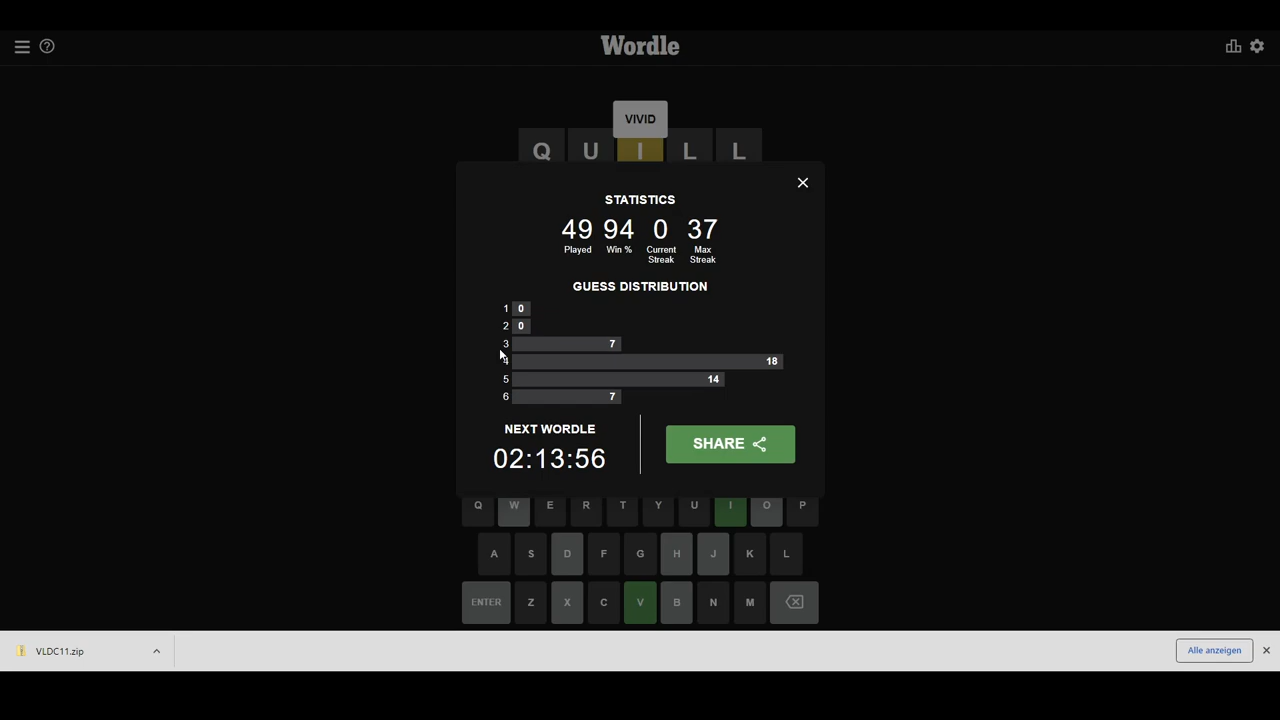 Wordle
VIVID
Q U I L L
STATISTICS
49 94 0 37
Played Win % Current Streak Max Streak
GUESS DISTRIBUTION
1 0
2 0
3 7
4 18
5 14
6 7
NEXT WORDLE
02:13:56
SHARE
Q W E R T Y U I O P
A S D F G H J K L
ENTER Z X C V B N M
VLDC11.zip
Alle anzeigen